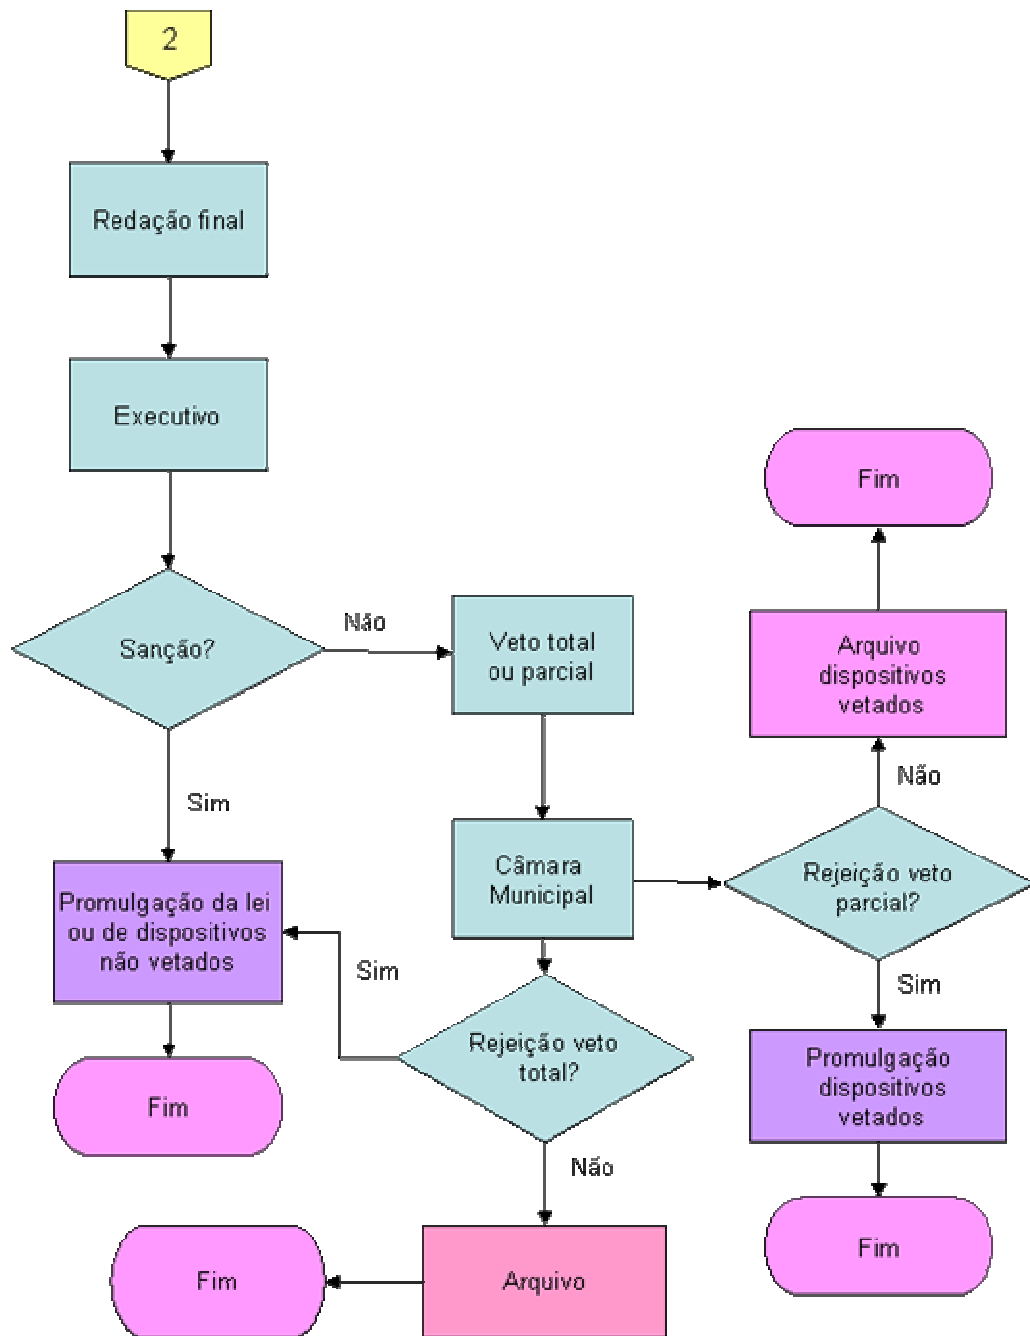 2
Redação final
Executivo
Fim
Sanção?
Não
Veto total
ou parcial
Arquivo
dispositivos
vetados
Não
Sim
Promulgação da lei
ou de dispositivos
não vetados
Câmara
Municipal
Rejeição veto
parcial?
Sim
Sim
Rejeição veto
total?
Promulgação
dispositivos
vetados
Fim
Não
Fim
Arquivo
Fim